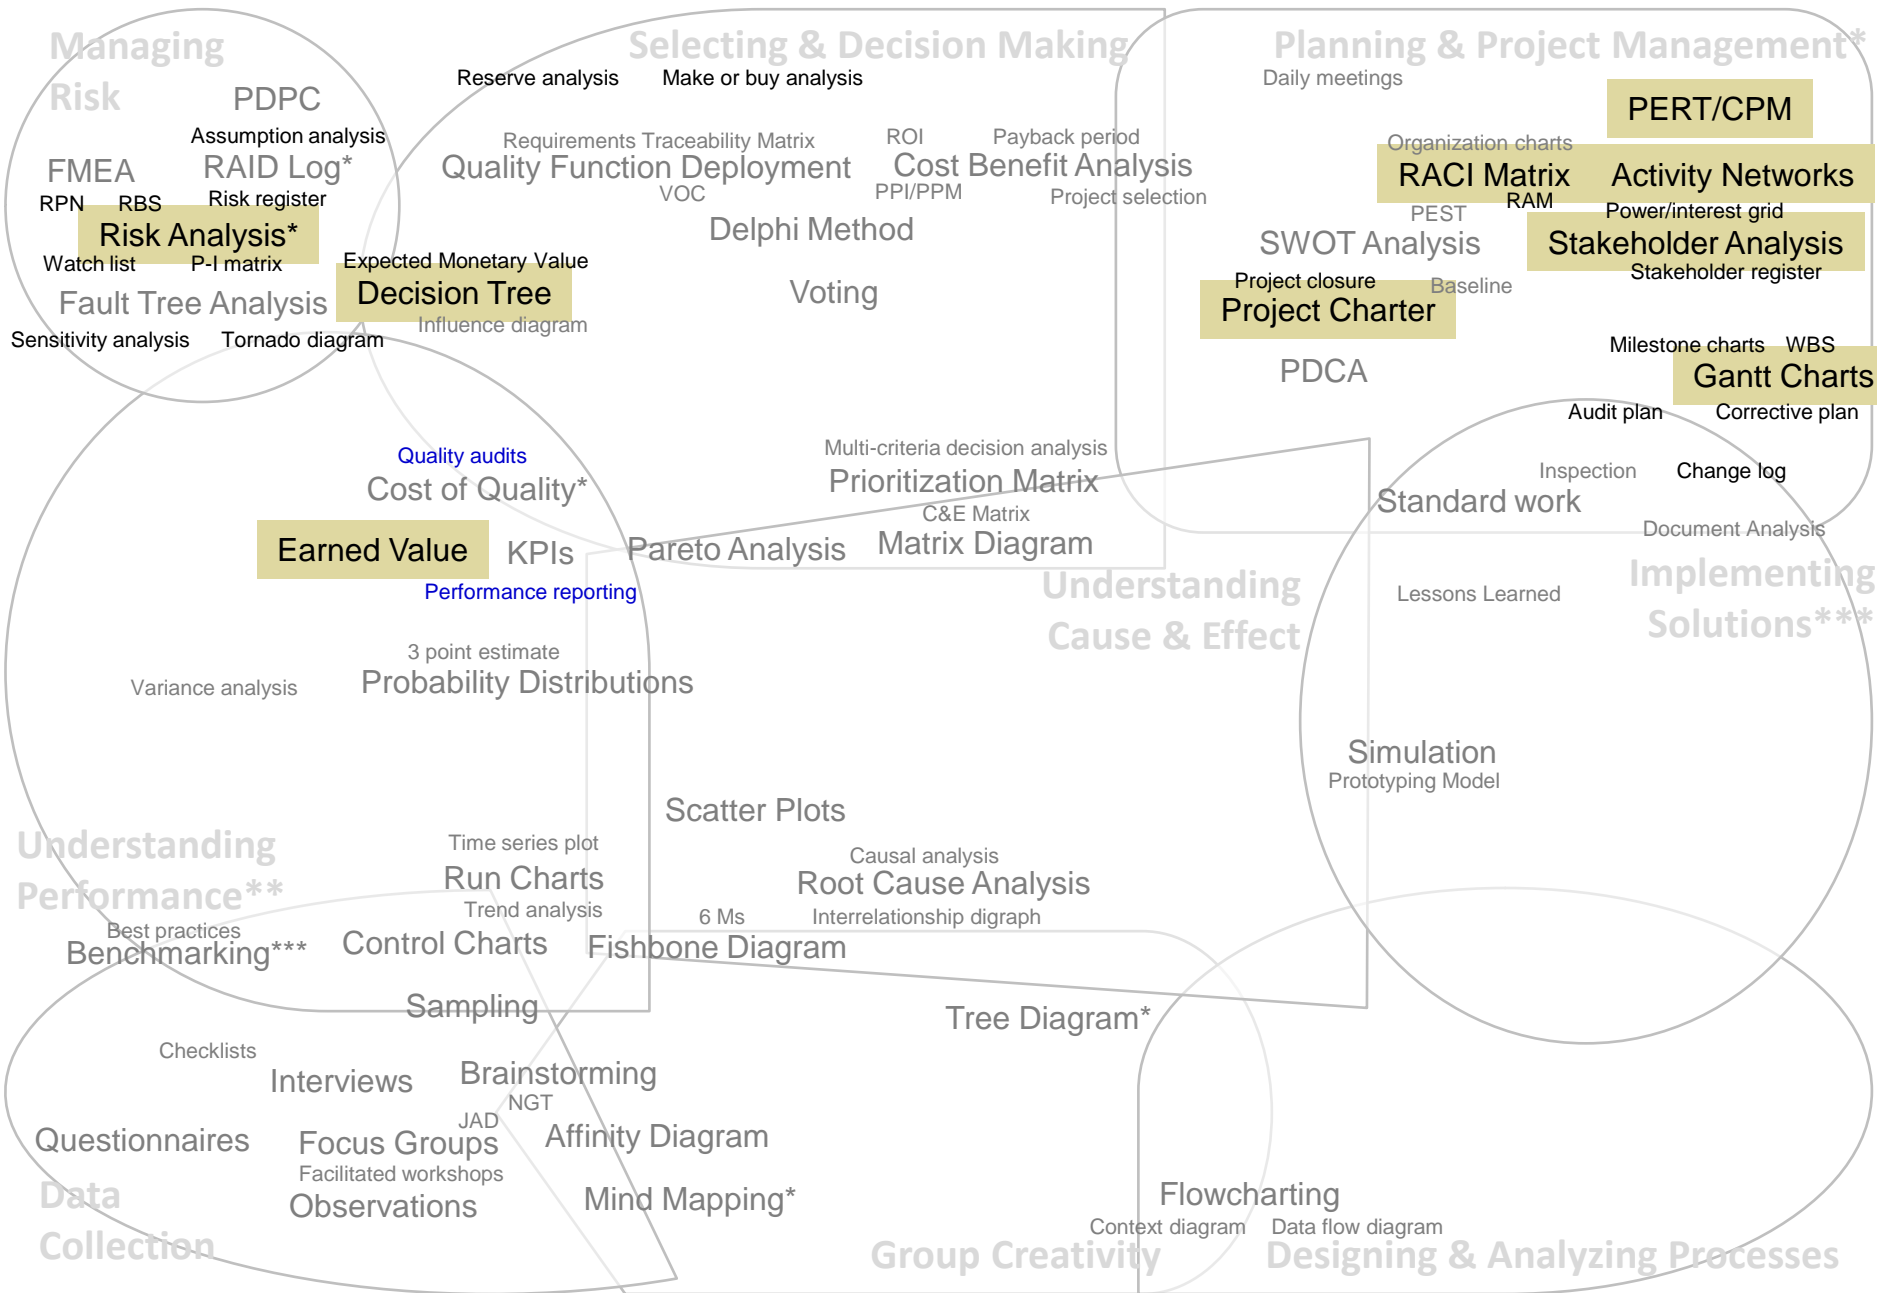 Managing
Risk
Selecting & Decision Making
Planning & Project Management*
Reserve analysis
Make or buy analysis
Daily meetings
PDPC
PERT/CPM
Assumption analysis
Requirements Traceability Matrix
ROI
Payback period
Organization charts
FMEA
RAID Log*
Quality Function Deployment
Cost Benefit Analysis
RACI Matrix
Activity Networks
RPN
RBS
Risk register
VOC
PPI/PPM
Project selection
RAM
PEST
Power/interest grid
Risk Analysis*
Delphi Method
SWOT Analysis
Stakeholder Analysis
Watch list
P-I matrix
Expected Monetary Value
Stakeholder register
Fault Tree Analysis
Decision Tree
Voting
Project closure
Baseline
Project Charter
Influence diagram
Sensitivity analysis
Tornado diagram
Milestone charts
WBS
PDCA
Gantt Charts
Audit plan
Corrective plan
Quality audits
Multi-criteria decision analysis
Inspection
Change log
Cost of Quality*
Prioritization Matrix
Standard work
C&E Matrix
Document Analysis
Earned Value
KPIs
Pareto Analysis
Matrix Diagram
Performance reporting
Understanding
Cause & Effect
Lessons Learned
Implementing
Solutions***
3 point estimate
Variance analysis
Probability Distributions
Simulation
Prototyping Model
Scatter Plots
Understanding
Performance**
Time series plot
Causal analysis
Run Charts
Root Cause Analysis
Trend analysis
6 Ms
Interrelationship digraph
Best practices
Benchmarking***
Control Charts
Fishbone Diagram
Sampling
Tree Diagram*
Checklists
Interviews
Brainstorming
NGT
JAD
Questionnaires
Focus Groups
Affinity Diagram
Facilitated workshops
Data
Collection
Observations
Mind Mapping*
Flowcharting
Context diagram
Data flow diagram
Group Creativity
Designing & Analyzing Processes